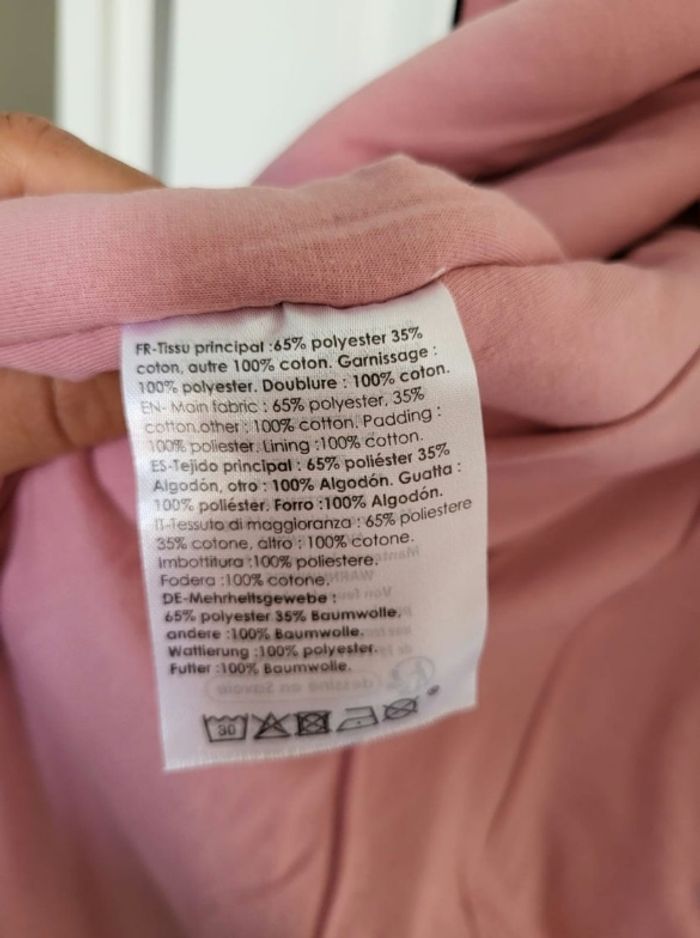 FR-Tissu principal :65% polyester 35%
coton, autre 100% coton. Garnissage :
100% polyester. Doublure : 100% coton.
EN- Main fabric : 65% polyester, 35%
cotton,other : 100% cotton. Padding :
100% poliester. Lining :100% cotton.
ES-Tejido principal : 65% poliéster 35%
Algodón, otro : 100% Algodón. Guatta :
100% poliéster. Forro :100% Algodón.
IT-Tessuto di maggioranza : 65% poliestere
35% cotone, altro : 100% cotone.
Imbottitura :100% poliestere.
Fodera :100% cotone.
DE-Mehrheitsgewebe :
65% polyester 35% Baumwolle,
andere :100% Baumwolle.
Wattierung :100% polyester.
Futter :100% Baumwolle.
dessiné en Savoie
30